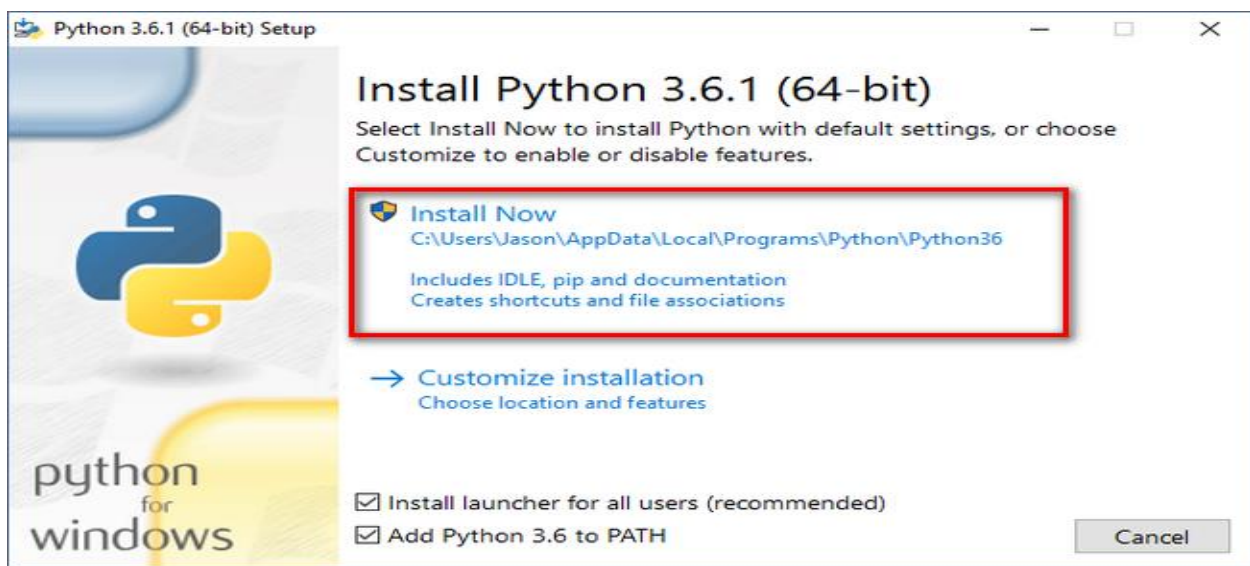 Python 3.6.1 (64-bit) Setup
Install Python 3.6.1 (64-bit)
Select Install Now to install Python with default settings, or choose
Customize to enable or disable features.
Install Now
C:\Users\Jason\AppData\Local\Programs\Python\Python36
Includes IDLE, pip and documentation
Creates shortcuts and file associations
Customize installation
Choose location and features
python
for
windows
Install launcher for all users (recommended)
Add Python 3.6 to PATH
Cancel